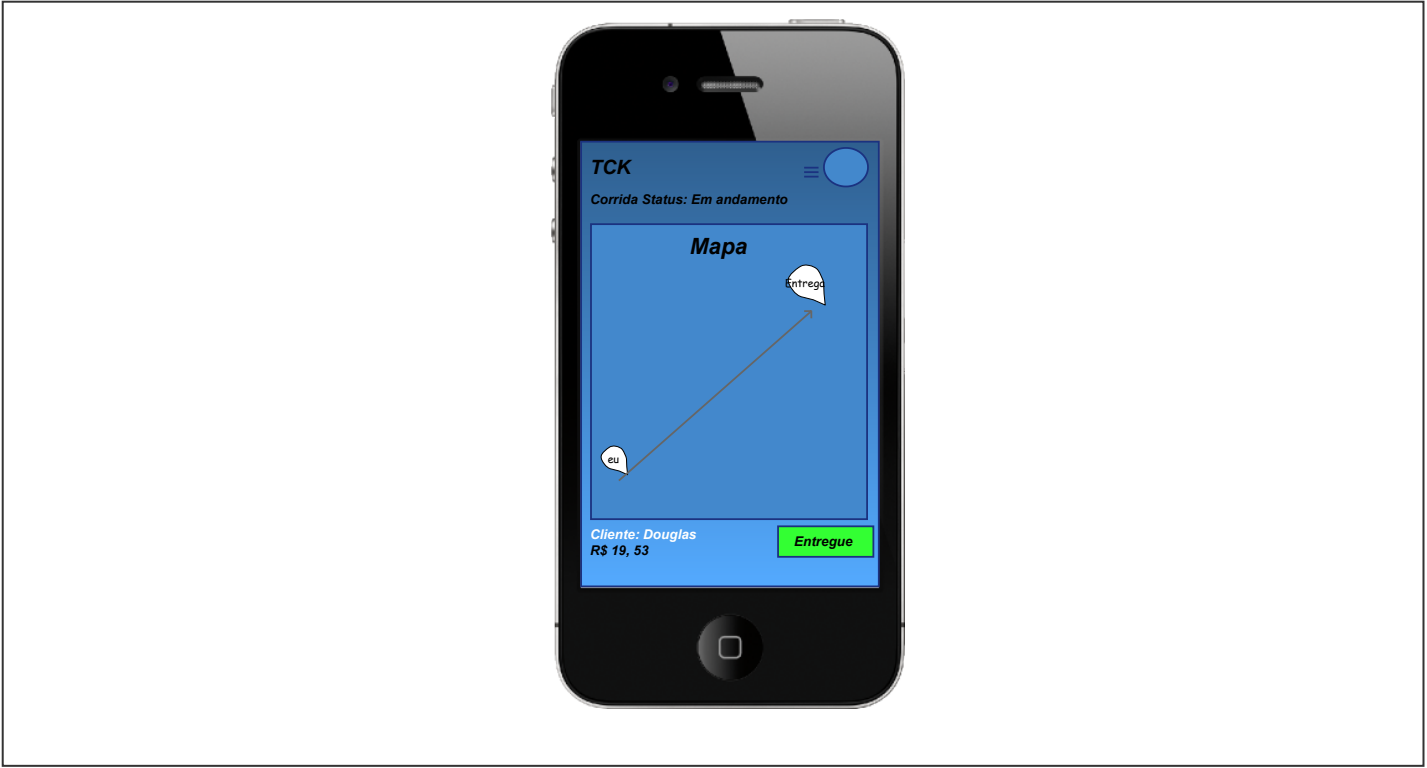 TCK
Corrida Status: Em andamento
Mapa
Entrega
eu
Cliente: Douglas
R$ 19, 53
Entregue